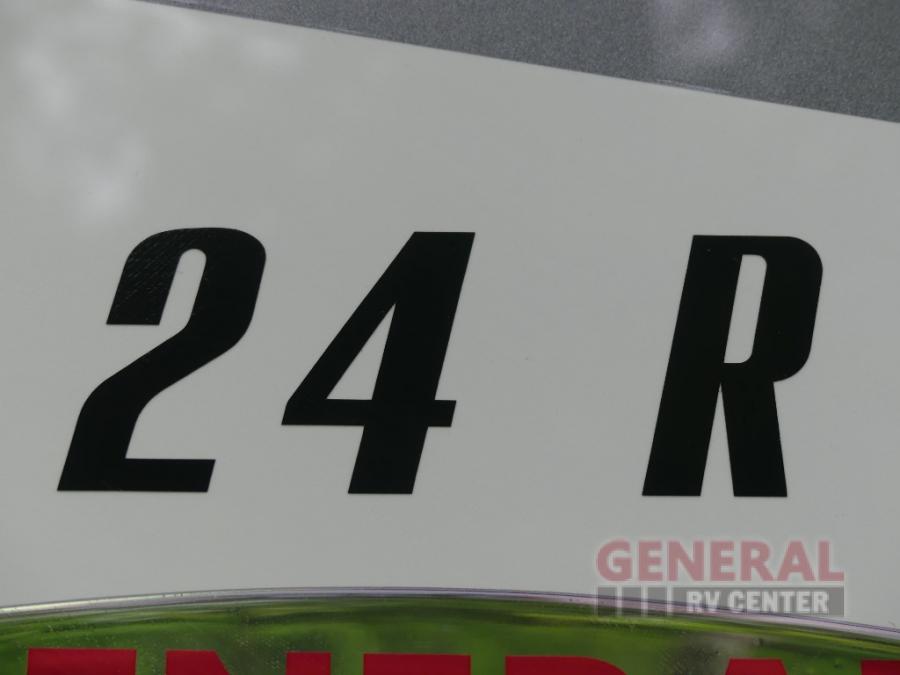 24 R
GENERAL
RV CENTER